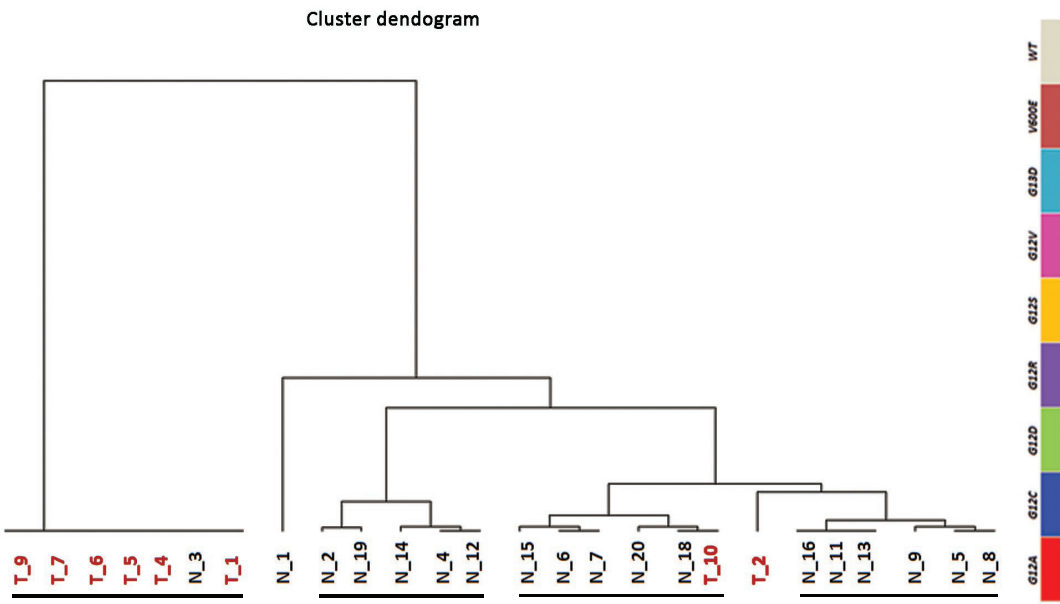 Cluster dendogram
WT
V600E
G13D
G12V
G12S
G12R
G12D
G12C
G12A
T_9
T_7
T_6
T_5
T_4
N_3
T_1
N_1
N_2
N_19
N_14
N_4
N_12
N_15
N_6
N_7
N_20
N_18
T_10
T_2
N_16
N_11
N_13
N_9
N_5
N_8